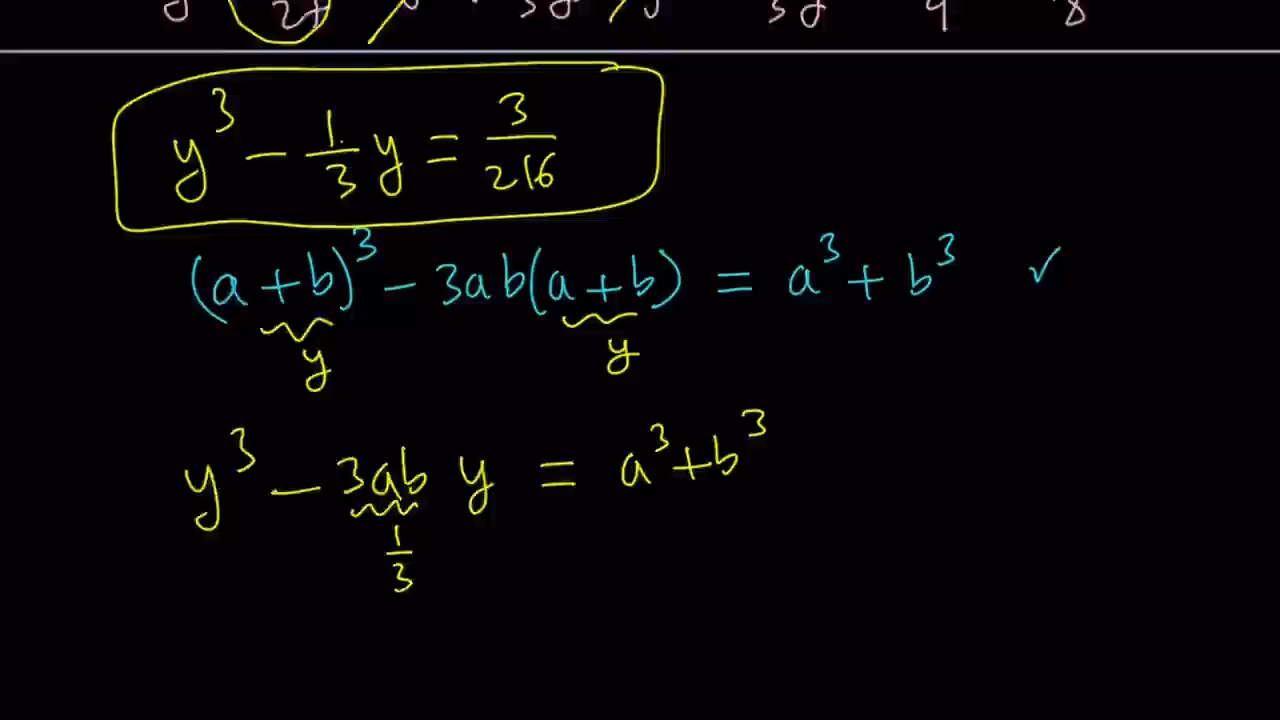 y³ − 1/3 y = 3/216
(a + b)³ − 3ab(a + b) = a³ + b³ ✓
y y
y³ − 3ab y = a³ + b³
1/3